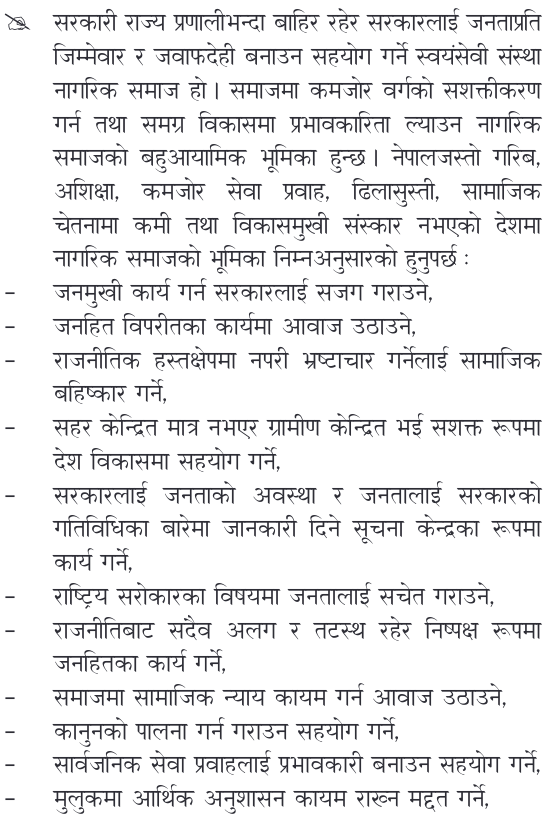 सरकारी राज्य प्रणालीभन्दा बाहिर रहेर सरकारलाई जनताप्रति
जिम्मेवार र जवाफदेही बनाउन सहयोग गर्ने स्वयंसेवी संस्था
नागरिक समाज हो। समाजमा कमजोर वर्गको सशक्तीकरण
गर्न तथा समग्र विकासमा प्रभावकारिता ल्याउन नागरिक
समाजको बहुआयामिक भूमिका हुन्छ। नेपालजस्तो गरिब,
अशिक्षा, कमजोर सेवा प्रवाह, ढिलासुस्ती, सामाजिक
चेतनामा कमी तथा विकासमुखी संस्कार नभएको देशमा
नागरिक समाजको भूमिका निम्नअनुसारको हुनुपर्छ :
– जनमुखी कार्य गर्न सरकारलाई सजग गराउने,
– जनहित विपरीतका कार्यमा आवाज उठाउने,
– राजनीतिक हस्तक्षेपमा नपरी भ्रष्टाचार गर्नेलाई सामाजिक
बहिष्कार गर्ने,
– सहर केन्द्रित मात्र नभएर ग्रामीण केन्द्रित भई सशक्त रूपमा
देश विकासमा सहयोग गर्ने,
– सरकारलाई जनताको अवस्था र जनतालाई सरकारको
गतिविधिका बारेमा जानकारी दिने सूचना केन्द्रका रूपमा
कार्य गर्ने,
– राष्ट्रिय सरोकारका विषयमा जनतालाई सचेत गराउने,
– राजनीतिबाट सदैव अलग र तटस्थ रहेर निष्पक्ष रूपमा
जनहितका कार्य गर्ने,
– समाजमा सामाजिक न्याय कायम गर्न आवाज उठाउने,
– कानुनको पालना गर्न गराउन सहयोग गर्ने,
– सार्वजनिक सेवा प्रवाहलाई प्रभावकारी बनाउन सहयोग गर्ने,
– मुलुकमा आर्थिक अनुशासन कायम राख्न मद्दत गर्ने,